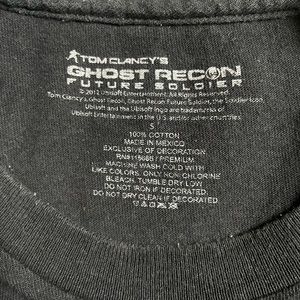 TOM CLANCY'S
GHOST RECON
FUTURE SOLDIER
© 2012 Ubisoft Entertainment. All Rights Reserved.
Tom Clancy's, Ghost Recon, Ghost Recon Future Soldier, the Soldier Icon,
Ubisoft and the Ubisoft logo are trademarks of
Ubisoft Entertainment in the U.S. and/or other countries.
S
100% COTTON
MADE IN MEXICO
EXCLUSIVE OF DECORATION
PREMIUM
MACHINE WASH COLD WITH
LIKE COLORS, ONLY NON CHLORINE
BLEACH, TUMBLE DRY LOW
DO NOT IRON IF DECORATED
DO NOT DRY CLEAN IF DECORATED